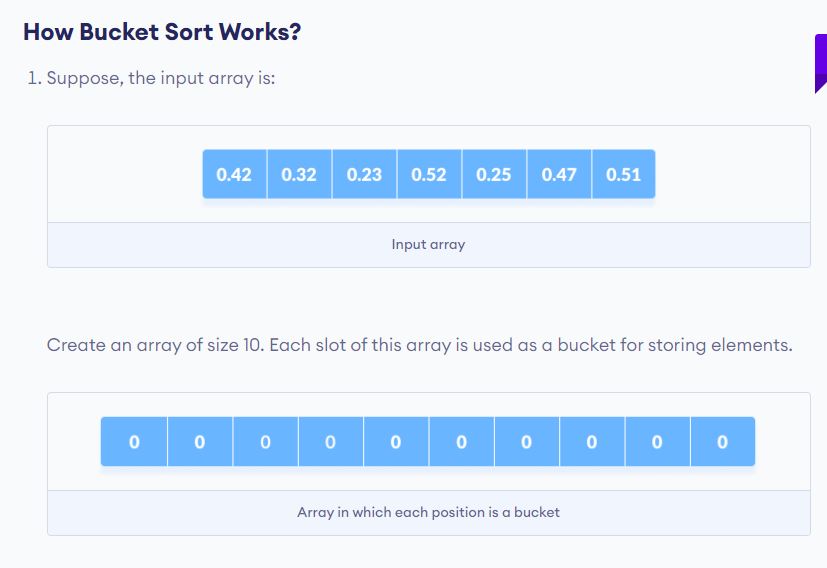 How Bucket Sort Works?
1. Suppose, the input array is:
0.42 0.32 0.23 0.52 0.25 0.47 0.51
Input array
Create an array of size 10. Each slot of this array is used as a bucket for storing elements.
0 0 0 0 0 0 0 0 0 0
Array in which each position is a bucket